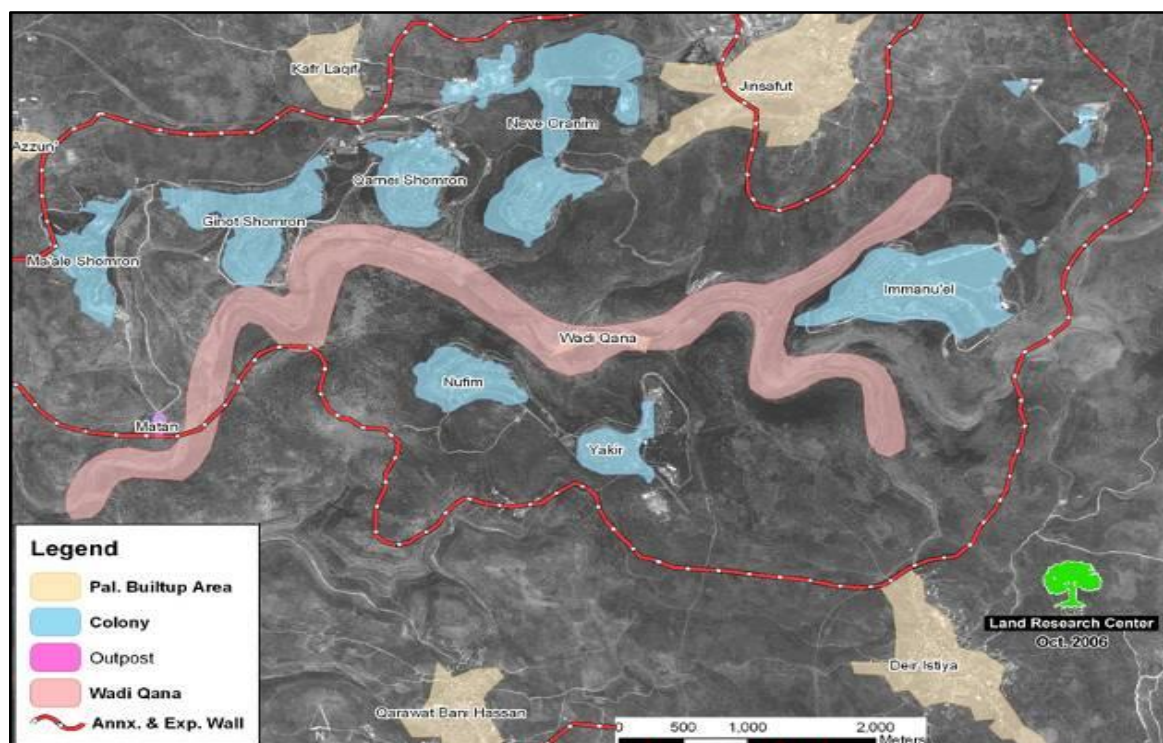 Kafr Laqif
Jinsafut
Neve Oranim
Azzun
Qarnei Shomron
Ginot Shomron
Ma'ale Shomron
Immanu'el
Wadi Qana
Nufim
Matan
Yakir
Legend
Pal. Builtup Area
Colony
Outpost
Wadi Qana
Annx. & Exp. Wall
Land Research Center
Oct. 2006
Deir Istiya
Qarawat Bani Hassan
N
0 500 1,000 2,000
Meters